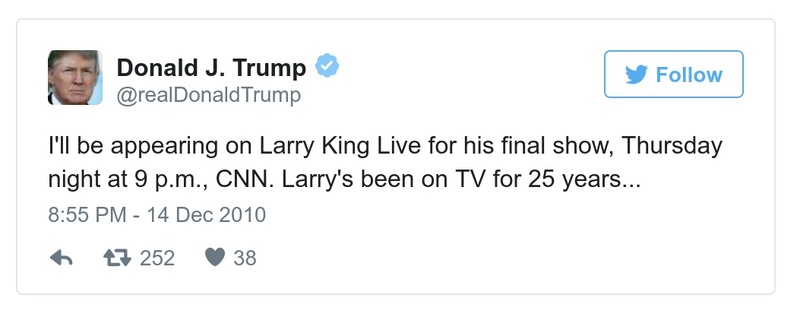 Donald J. Trump
@realDonaldTrump
Follow
I'll be appearing on Larry King Live for his final show, Thursday
night at 9 p.m., CNN. Larry's been on TV for 25 years...
8:55 PM - 14 Dec 2010
252 38